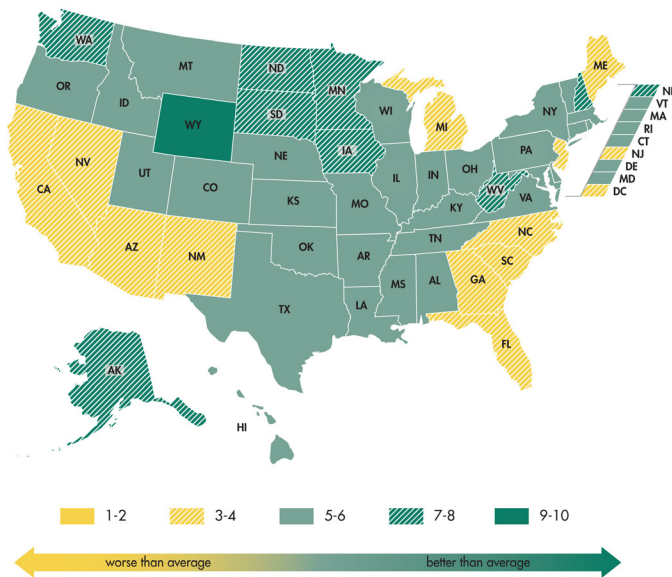 WA
ME
MT
ND
MN
NH
VT
MA
RI
CT
NJ
DE
MD
DC
OR
ID
SD
WI
MI
NY
WY
IA
PA
NV
NE
IL
IN
OH
WV
VA
UT
CO
KS
MO
KY
CA
NC
TN
SC
AZ
NM
OK
AR
MS
AL
GA
LA
TX
FL
AK
HI
1-2 3-4 5-6 7-8 9-10
worse than average better than average